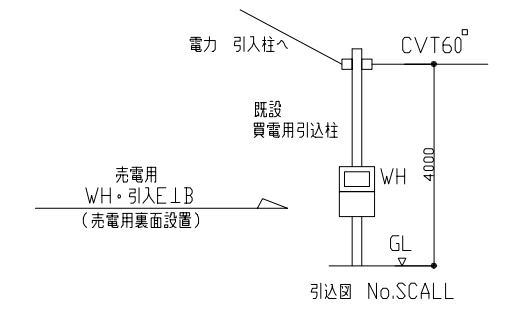 電力　引入柱へ
CVT60□
既設
買電用引込柱
4000
売電用
WH・引入E⊥B
(売電用裏面設置)
WH
GL
引込図　No.SCALL